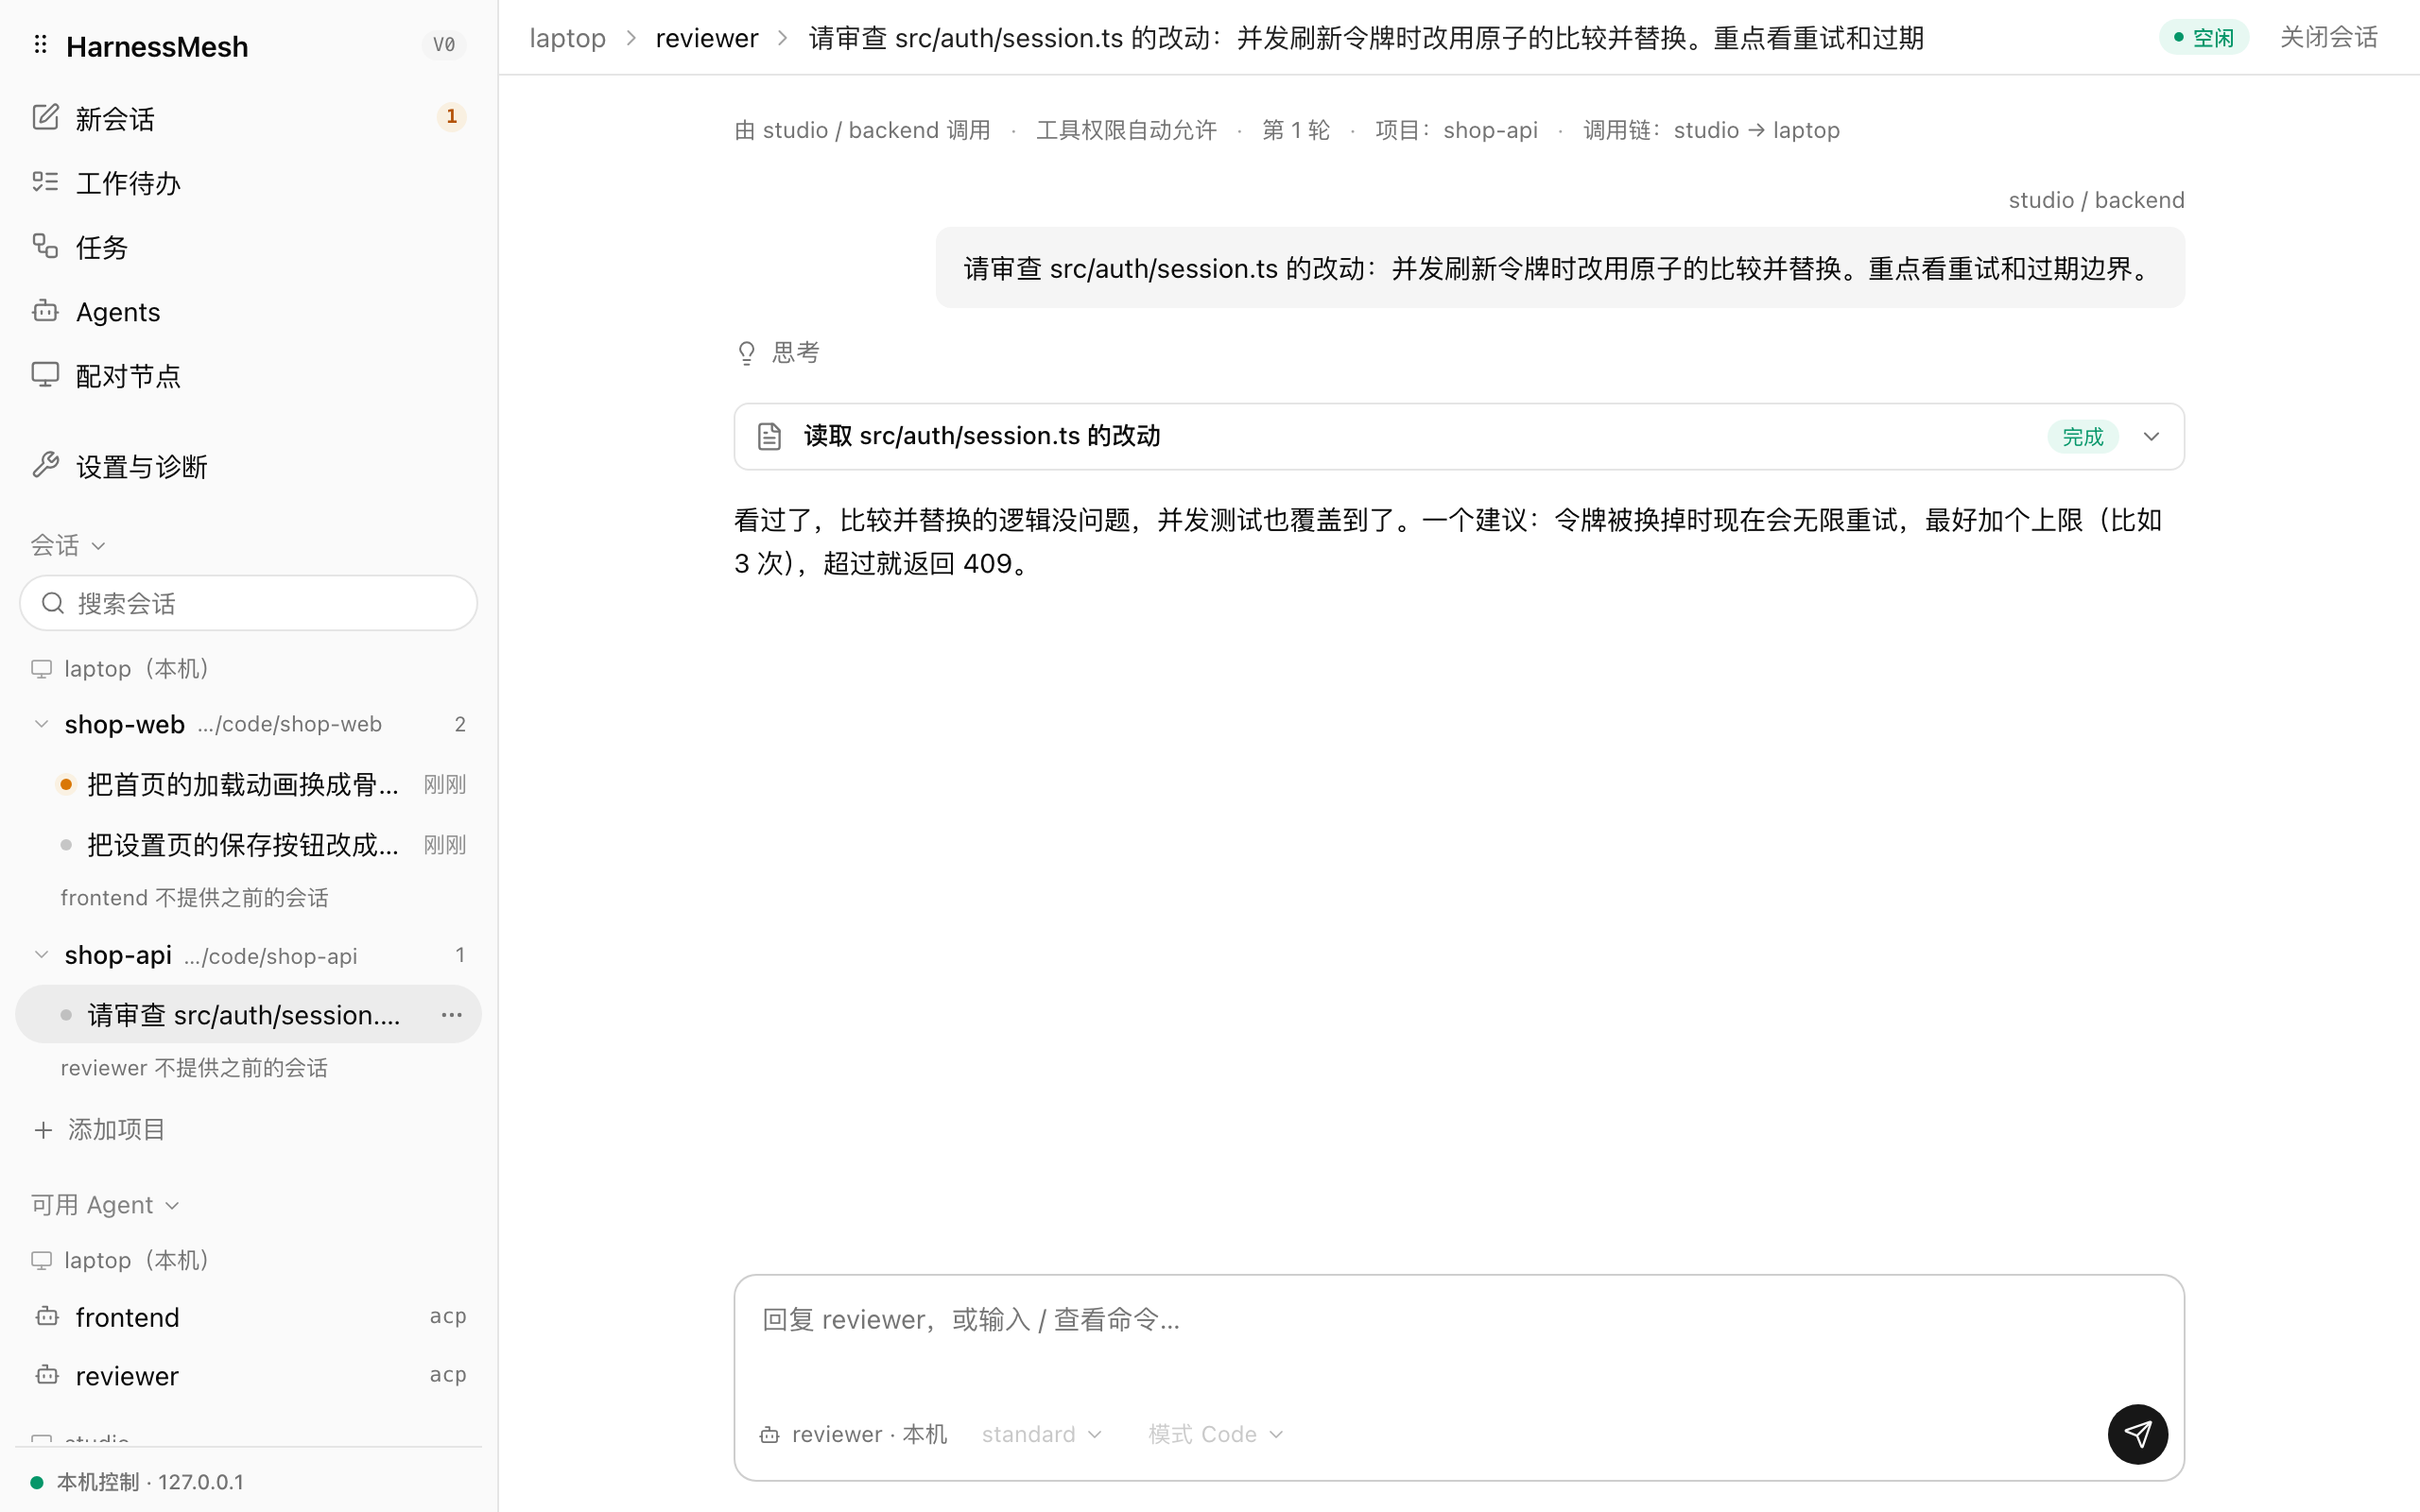 HarnessMesh V0
新会话 1
工作待办
任务
Agents
配对节点
设置与诊断
会话
搜索会话
laptop（本机）
shop-web .../code/shop-web 2
把首页的加载动画换成骨... 刚刚
把设置页的保存按钮改成... 刚刚
frontend 不提供之前的会话
shop-api .../code/shop-api 1
请审查 src/auth/session....
reviewer 不提供之前的会话
添加项目
可用 Agent
laptop（本机）
frontend acp
reviewer acp
studio
本机控制 · 127.0.0.1
laptop > reviewer > 请审查 src/auth/session.ts 的改动：并发刷新令牌时改用原子的比较并替换。重点看重试和过期
空闲 关闭会话
由 studio / backend 调用 · 工具权限自动允许 · 第 1 轮 · 项目：shop-api · 调用链：studio → laptop
studio / backend
请审查 src/auth/session.ts 的改动：并发刷新令牌时改用原子的比较并替换。重点看重试和过期边界。
思考
读取 src/auth/session.ts 的改动 完成
看过了，比较并替换的逻辑没问题，并发测试也覆盖到了。一个建议：令牌被换掉时现在会无限重试，最好加个上限（比如
3 次），超过就返回 409。
回复 reviewer，或输入 / 查看命令...
reviewer · 本机 standard 模式 Code